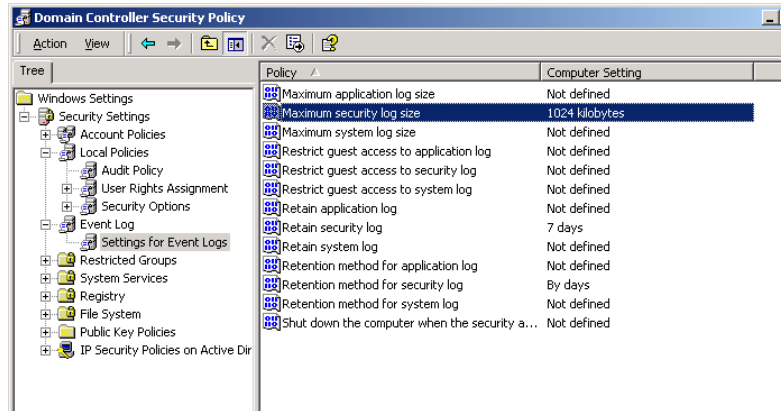 Domain Controller Security Policy
Action View
Tree
Windows Settings
Security Settings
Account Policies
Local Policies
Audit Policy
User Rights Assignment
Security Options
Event Log
Settings for Event Logs
Restricted Groups
System Services
Registry
File System
Public Key Policies
IP Security Policies on Active Dir
Policy Computer Setting
Maximum application log size Not defined
Maximum security log size 1024 kilobytes
Maximum system log size Not defined
Restrict guest access to application log Not defined
Restrict guest access to security log Not defined
Restrict guest access to system log Not defined
Retain application log Not defined
Retain security log 7 days
Retain system log Not defined
Retention method for application log Not defined
Retention method for security log By days
Retention method for system log Not defined
Shut down the computer when the security a... Not defined